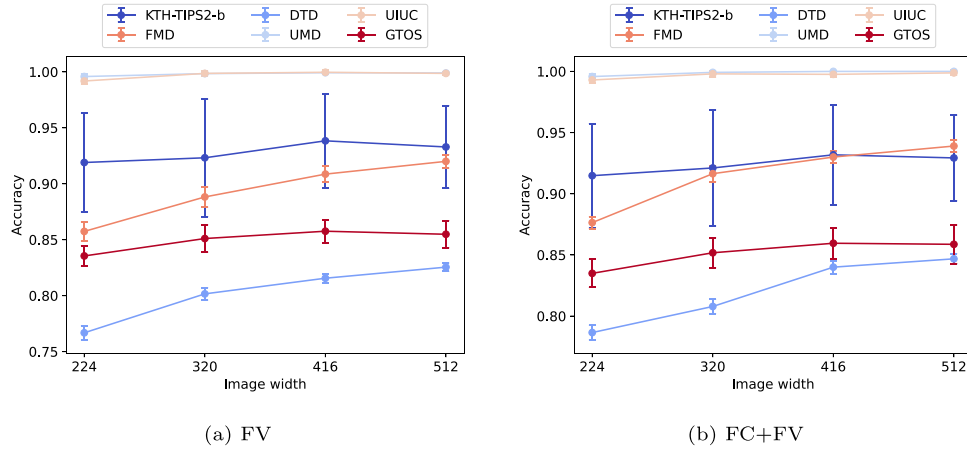 KTH-TIPS2-b DTD UIUC
FMD UMD GTOS
1.00
0.95
0.90
0.85
0.80
0.75
Accuracy
224 320 416 512
Image width
(a) FV
KTH-TIPS2-b DTD UIUC
FMD UMD GTOS
1.00
0.95
0.90
0.85
0.80
Accuracy
224 320 416 512
Image width
(b) FC+FV